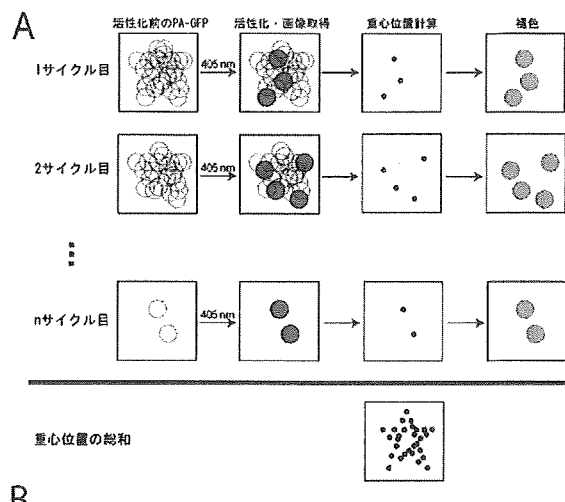 A
活性化前のPA-GFP 活性化・画像取得 重心位置計算 褪色
1サイクル目 405 nm
2サイクル目 405 nm
nサイクル目 405 nm
重心位置の総和
B